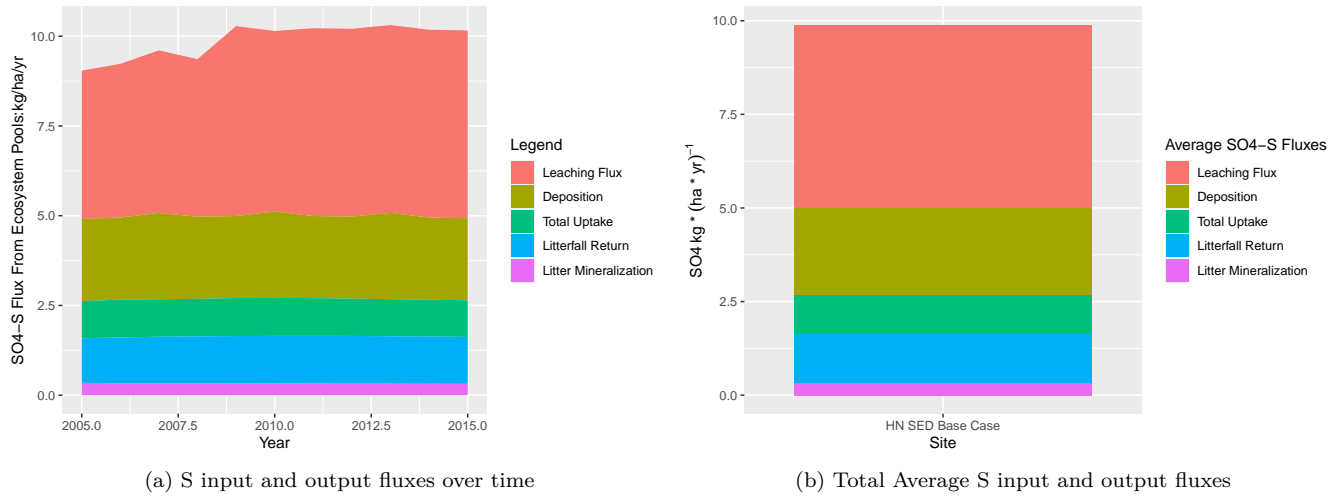 SO4−S Flux From Ecosystem Pools:kg/ha/yr
10.0
7.5
5.0
2.5
0.0
2005.0 2007.5 2010.0 2012.5 2015.0
Year
Legend
Leaching Flux
Deposition
Total Uptake
Litterfall Return
Litter Mineralization
(a) S input and output fluxes over time
SO4 kg * (ha * yr)⁻¹
10.0
7.5
5.0
2.5
0.0
HN SED Base Case
Site
Average SO4−S Fluxes
Leaching Flux
Deposition
Total Uptake
Litterfall Return
Litter Mineralization
(b) Total Average S input and output fluxes